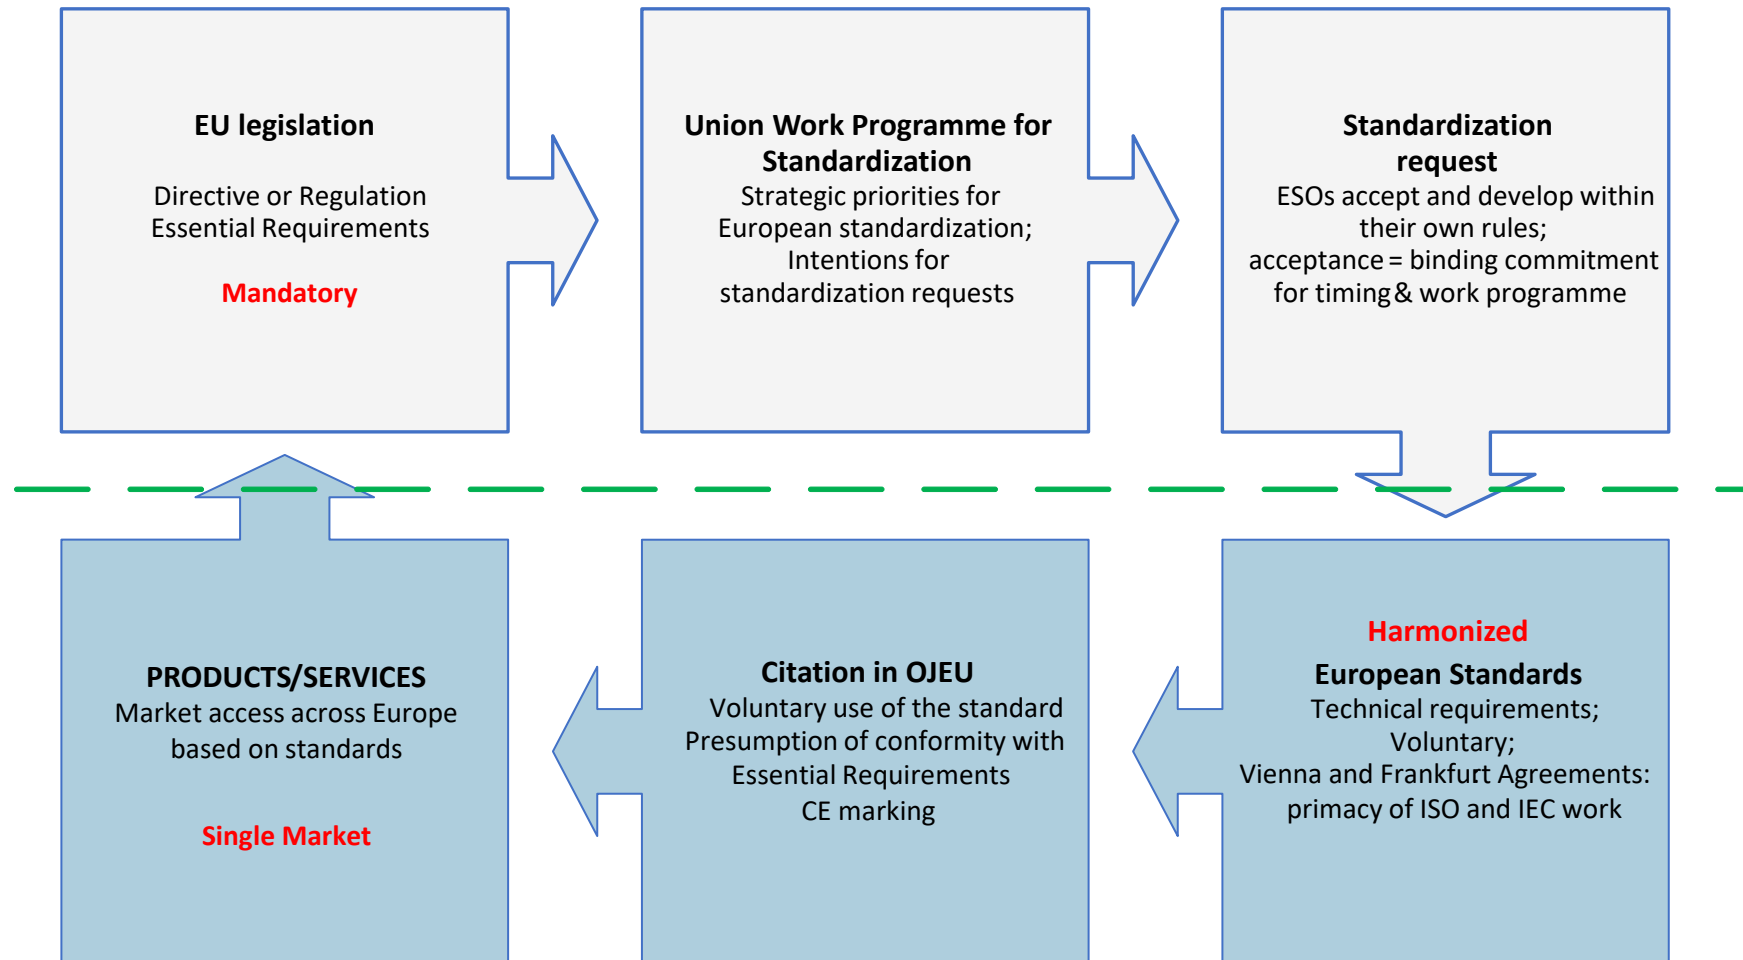 EU legislation
Directive or Regulation
Essential Requirements
Mandatory
Union Work Programme for
Standardization
Strategic priorities for
European standardization;
Intentions for
standardization requests
Standardization
request
ESOs accept and develop within
their own rules;
acceptance = binding commitment
for timing & work programme
PRODUCTS/SERVICES
Market access across Europe
based on standards
Single Market
Citation in OJEU
Voluntary use of the standard
Presumption of conformity with
Essential Requirements
CE marking
Harmonized
European Standards
Technical requirements;
Voluntary;
Vienna and Frankfurt Agreements:
primacy of ISO and IEC work